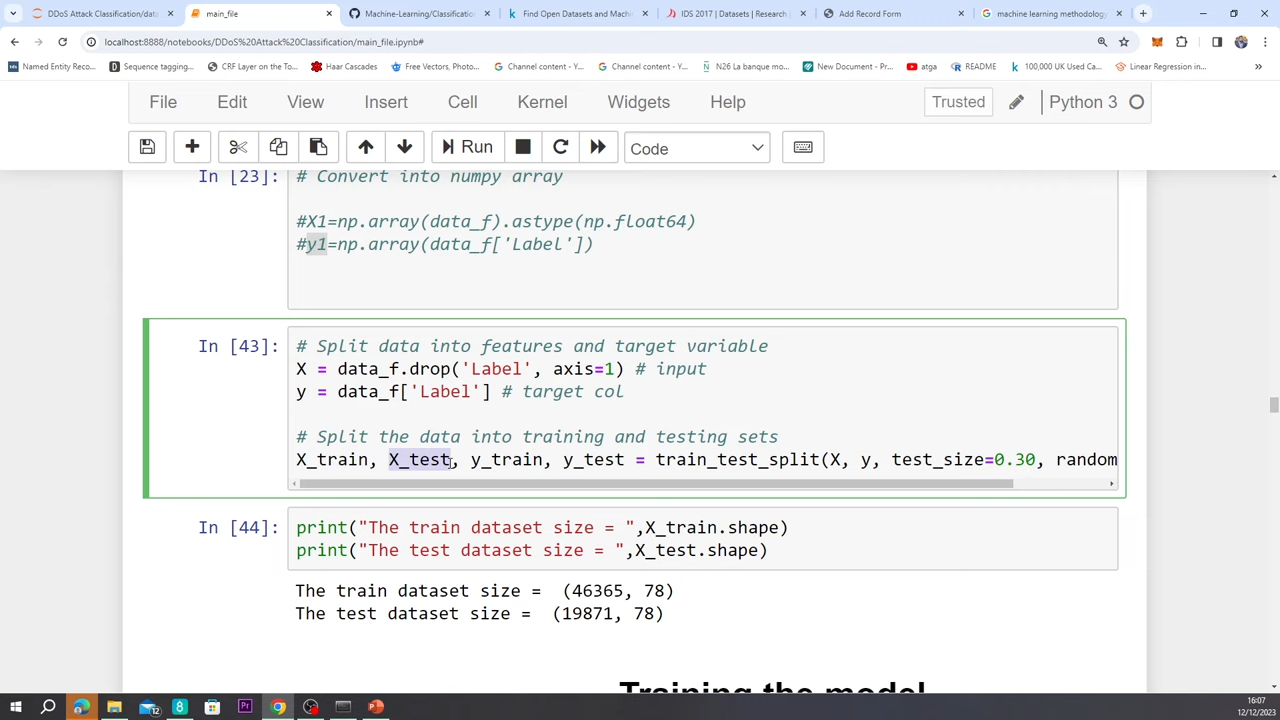 DDoS Attack Classification/data
main_file
Machine-Learning/Classification
Find Open Datasets and Machi
IDS 2017 | Datasets | Research
Add Record Form
machine learning methodology
localhost:8888/notebooks/DDoS%20Attack%20Classification/main_file.ipynb#
Named Entity Reco...
Sequence tagging...
CRF Layer on the To...
Haar Cascades
Free Vectors, Photo...
Channel content - Y...
Channel content - Y...
N26 La banque mo...
New Document - Pr...
atga
README
100,000 UK Used Ca...
Linear Regression in...
»
File Edit View Insert Cell Kernel Widgets Help
Trusted
Python 3
Run
Code
In [23]:
# Convert into numpy array
#X1=np.array(data_f).astype(np.float64)
#y1=np.array(data_f['Label'])
In [43]:
# Split data into features and target variable
X = data_f.drop('Label', axis=1) # input
y = data_f['Label'] # target col
# Split the data into training and testing sets
X_train, X_test, y_train, y_test = train_test_split(X, y, test_size=0.30, random
In [44]:
print("The train dataset size = ",X_train.shape)
print("The test dataset size = ",X_test.shape)
The train dataset size =  (46365, 78)
The test dataset size =  (19871, 78)
Training the model
16:07
12/12/2023